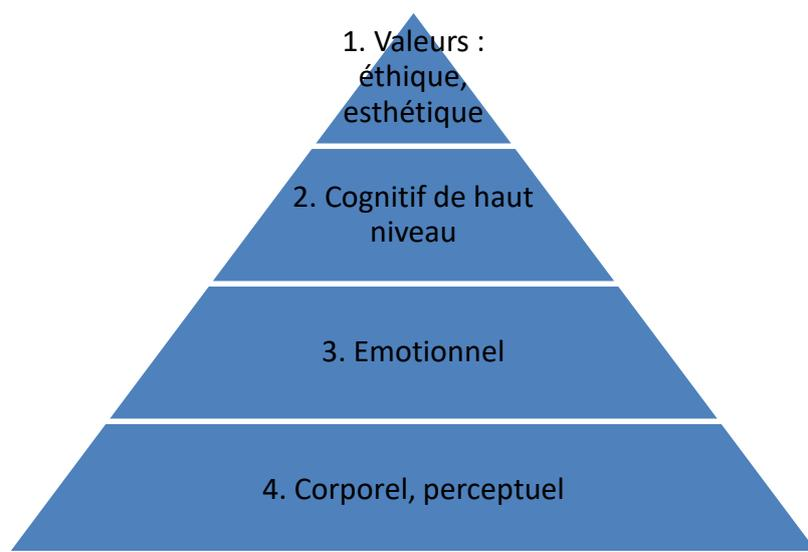 1. Valeurs :
éthique,
esthétique
2. Cognitif de haut
niveau
3. Emotionnel
4. Corporel, perceptuel